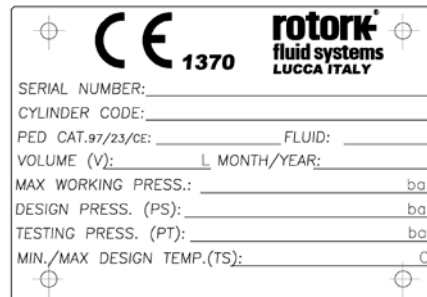 CE 1370
rotork
fluid systems
LUCCA ITALY
SERIAL NUMBER:
CYLINDER CODE:
PED CAT.97/23/CE: FLUID:
VOLUME (V): L MONTH/YEAR:
MAX WORKING PRESS.: ba
DESIGN PRESS. (PS): ba
TESTING PRESS. (PT): ba
MIN./MAX DESIGN TEMP.(TS): C